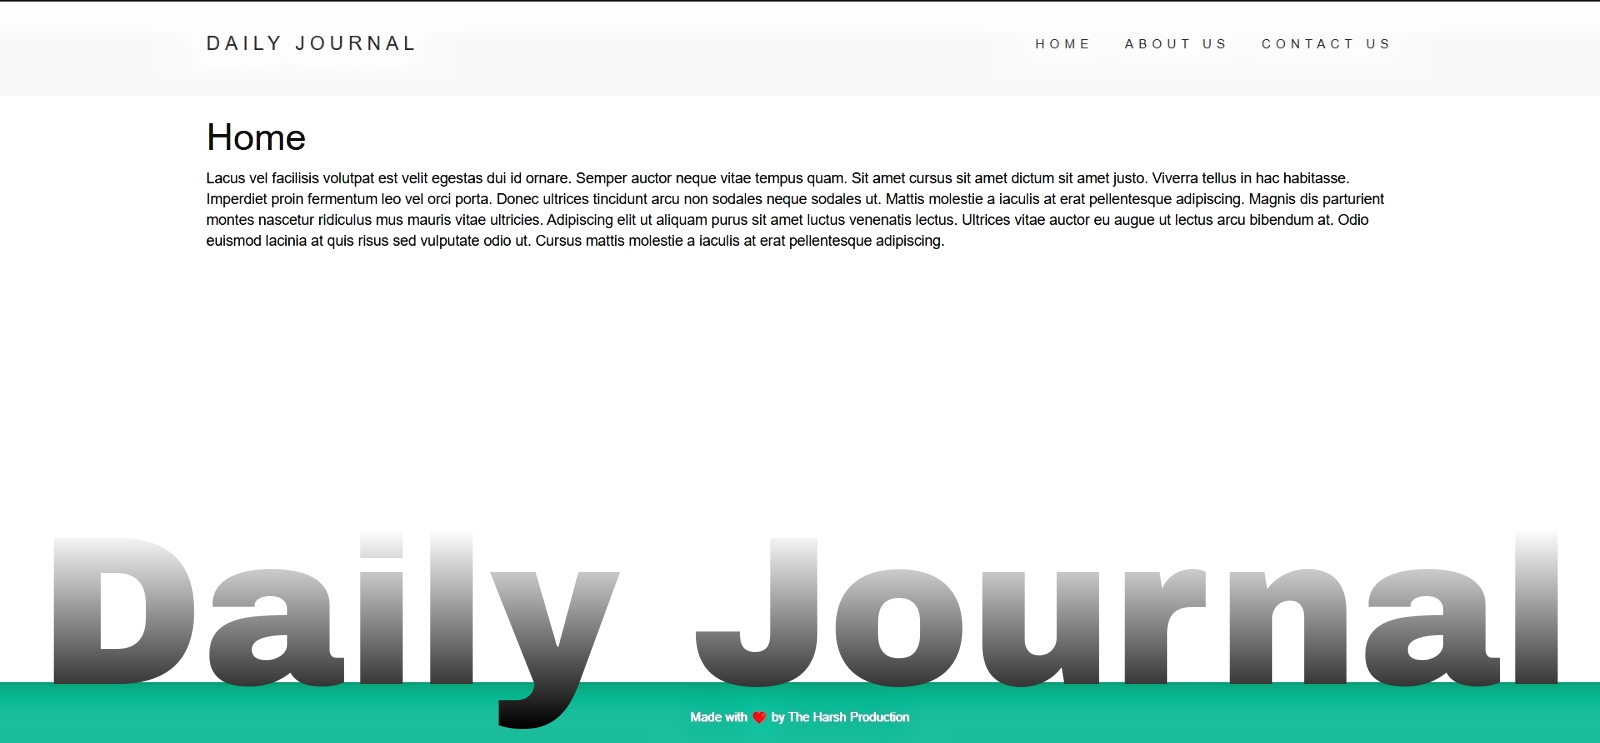 DAILY JOURNAL
HOME ABOUT US CONTACT US
Home
Lacus vel facilisis volutpat est velit egestas dui id ornare. Semper auctor neque vitae tempus quam. Sit amet cursus sit amet dictum sit amet justo. Viverra tellus in hac habitasse.
Imperdiet proin fermentum leo vel orci porta. Donec ultrices tincidunt arcu non sodales neque sodales ut. Mattis molestie a iaculis at erat pellentesque adipiscing. Magnis dis parturient
montes nascetur ridiculus mus mauris vitae ultricies. Adipiscing elit ut aliquam purus sit amet luctus venenatis lectus. Ultrices vitae auctor eu augue ut lectus arcu bibendum at. Odio
euismod lacinia at quis risus sed vulputate odio ut. Cursus mattis molestie a iaculis at erat pellentesque adipiscing.
Daily Journal
Made with ❤ by The Harsh Production